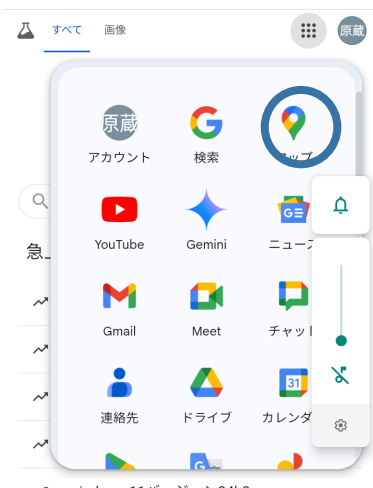 すべて 画像 原蔵
原蔵
アカウント 検索 マップ
YouTube Gemini ニュース
急上
Gmail Meet チャット
31
連絡先 ドライブ カレンダ